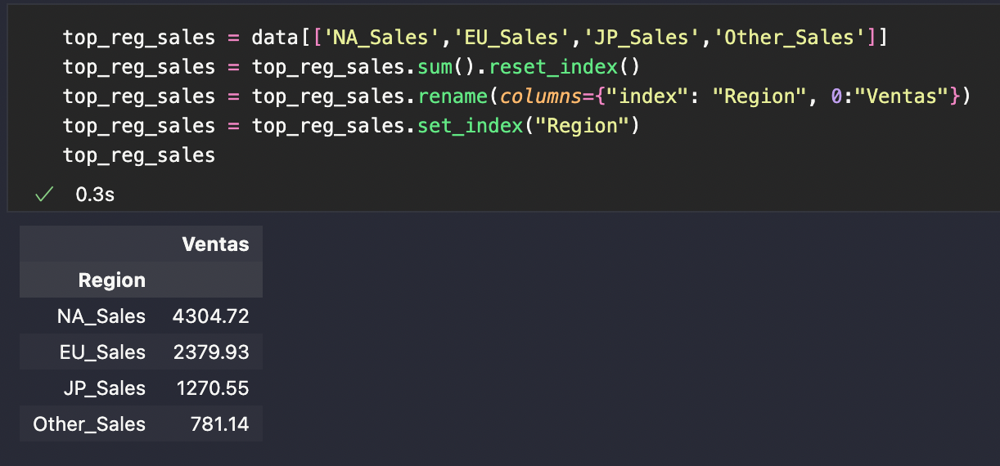 top_reg_sales = data[['NA_Sales','EU_Sales','JP_Sales','Other_Sales']]
top_reg_sales = top_reg_sales.sum().reset_index()
top_reg_sales = top_reg_sales.rename(columns={"index": "Region", 0:"Ventas"})
top_reg_sales = top_reg_sales.set_index("Region")
top_reg_sales
✓ 0.3s
Ventas
Region
NA_Sales 4304.72
EU_Sales 2379.93
JP_Sales 1270.55
Other_Sales 781.14